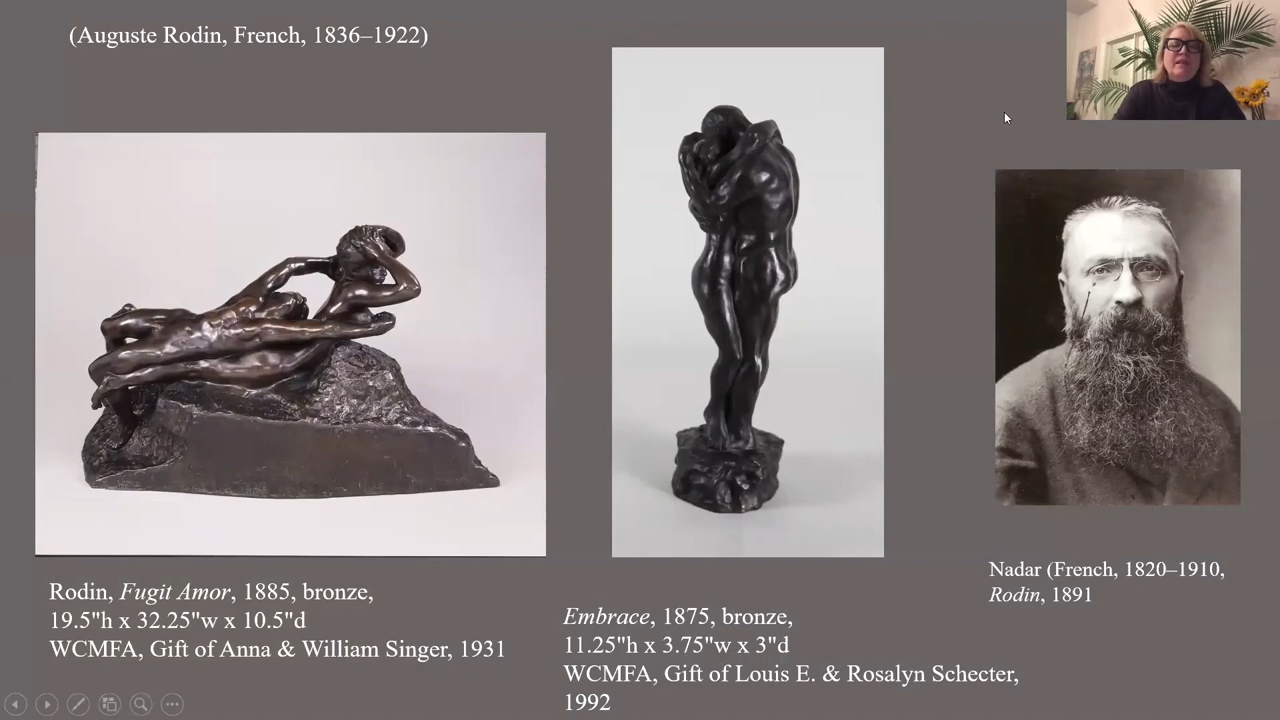 (Auguste Rodin, French, 1836–1922)
Rodin, Fugit Amor, 1885, bronze,
19.5"h x 32.25"w x 10.5"d
WCMFA, Gift of Anna & William Singer, 1931
Embrace, 1875, bronze,
11.25"h x 3.75"w x 3"d
WCMFA, Gift of Louis E. & Rosalyn Schecter,
1992
Nadar (French, 1820–1910,
Rodin, 1891